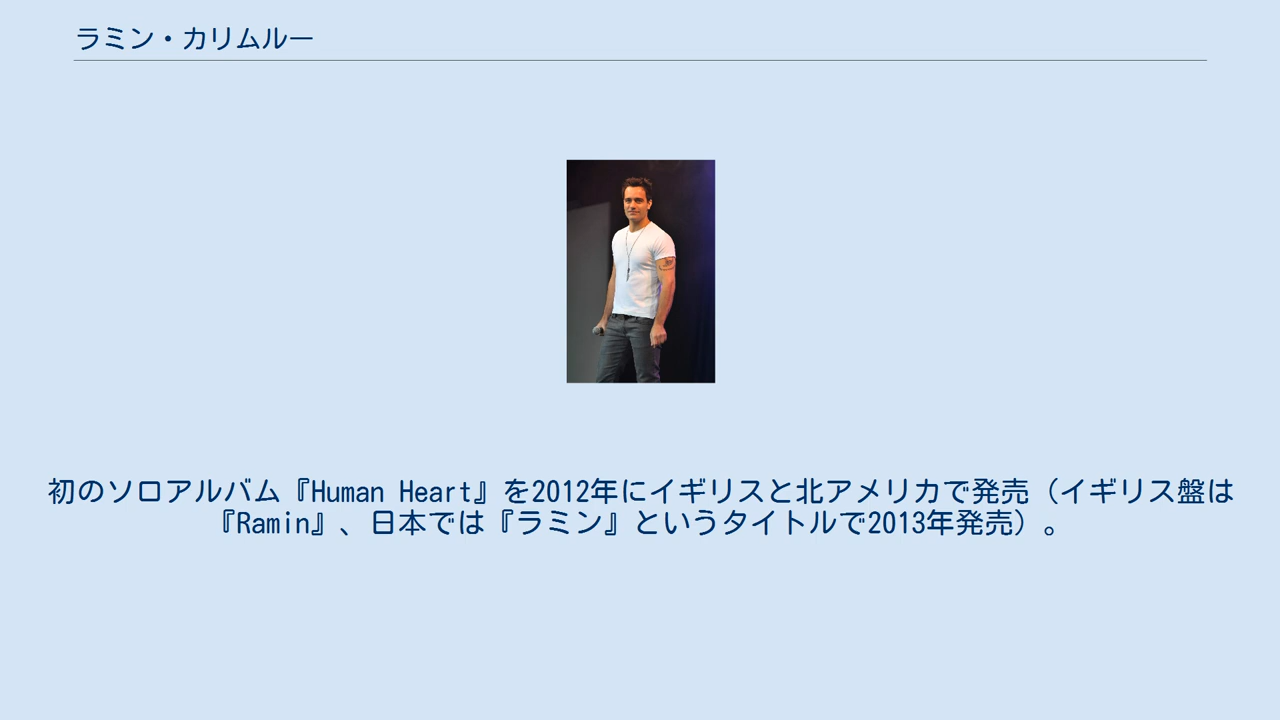 ラミン・カリムルー
初のソロアルバム『Human Heart』を2012年にイギリスと北アメリカで発売（イギリス盤は
『Ramin』、日本では『ラミン』というタイトルで2013年発売）。